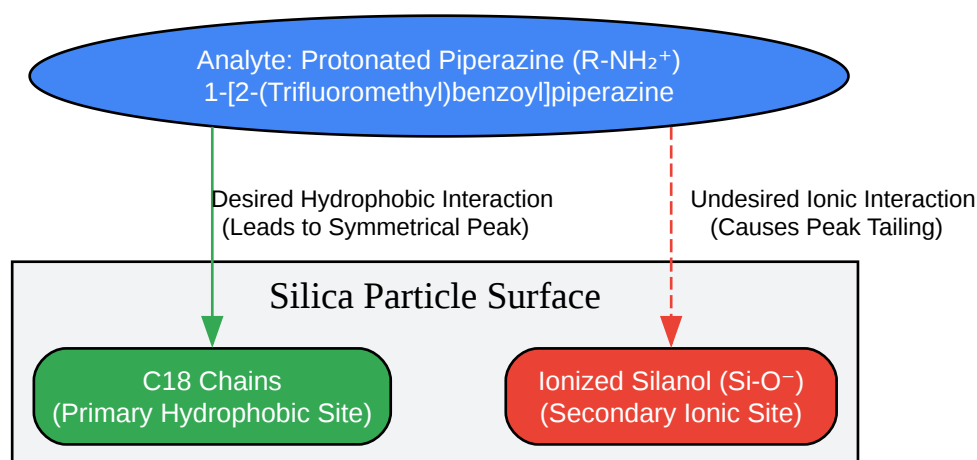 Analyte: Protonated Piperazine (R-NH₂⁺)
1-[2-(Trifluoromethyl)benzoyl]piperazine
Desired Hydrophobic Interaction
(Leads to Symmetrical Peak)
Undesired Ionic Interaction
(Causes Peak Tailing)
Silica Particle Surface
C18 Chains
(Primary Hydrophobic Site)
Ionized Silanol (Si-O⁻)
(Secondary Ionic Site)